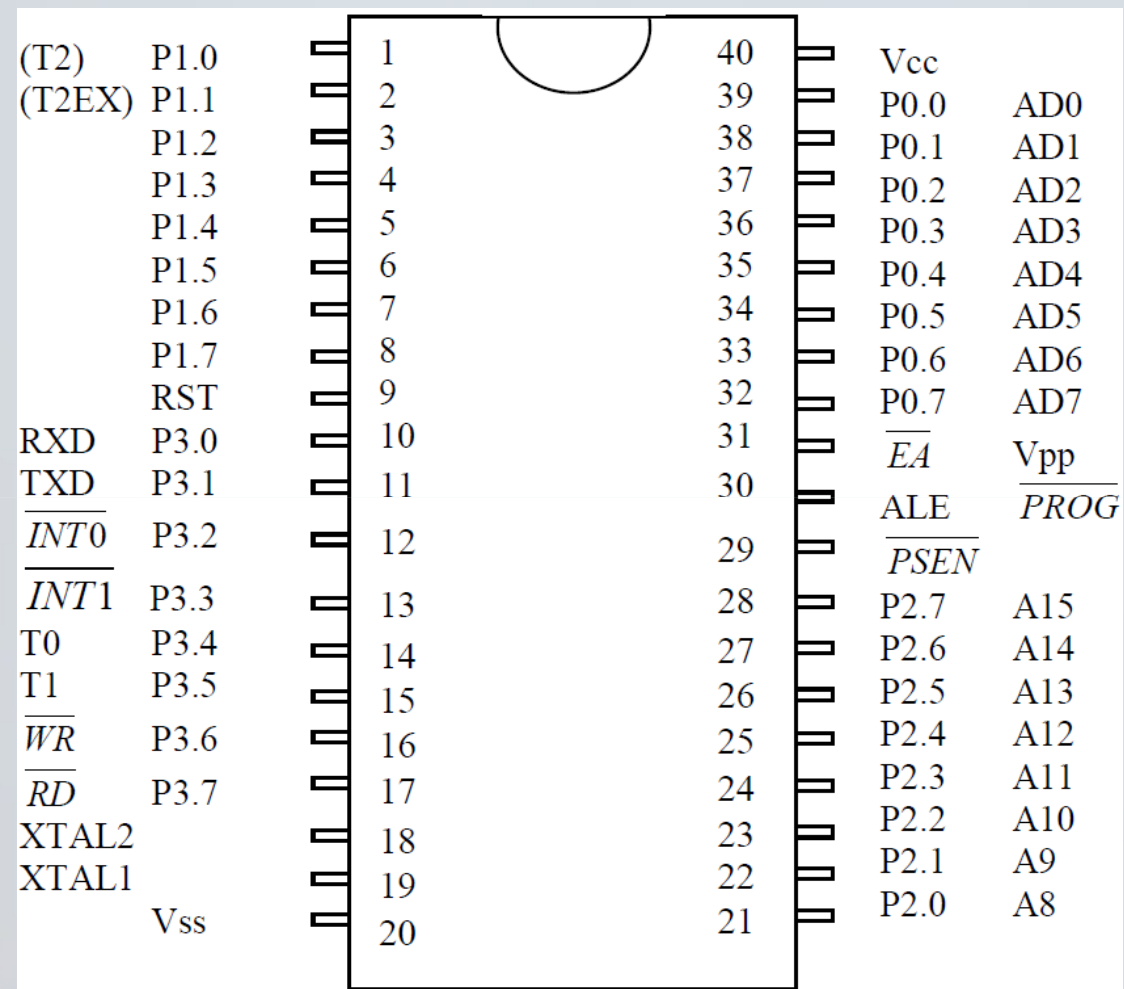 (T2) P1.0 1 40 Vcc
(T2EX) P1.1 2 39 P0.0 AD0
P1.2 3 38 P0.1 AD1
P1.3 4 37 P0.2 AD2
P1.4 5 36 P0.3 AD3
P1.5 6 35 P0.4 AD4
P1.6 7 34 P0.5 AD5
P1.7 8 33 P0.6 AD6
RST 9 32 P0.7 AD7
RXD P3.0 10 31 E̅A̅ Vpp
TXD P3.1 11 30 ALE P̅R̅O̅G̅
I̅N̅T̅0̅ P3.2 12 29 P̅S̅E̅N̅
I̅N̅T̅1̅ P3.3 13 28 P2.7 A15
T0 P3.4 14 27 P2.6 A14
T1 P3.5 15 26 P2.5 A13
W̅R̅ P3.6 16 25 P2.4 A12
R̅D̅ P3.7 17 24 P2.3 A11
XTAL2 18 23 P2.2 A10
XTAL1 19 22 P2.1 A9
Vss 20 21 P2.0 A8